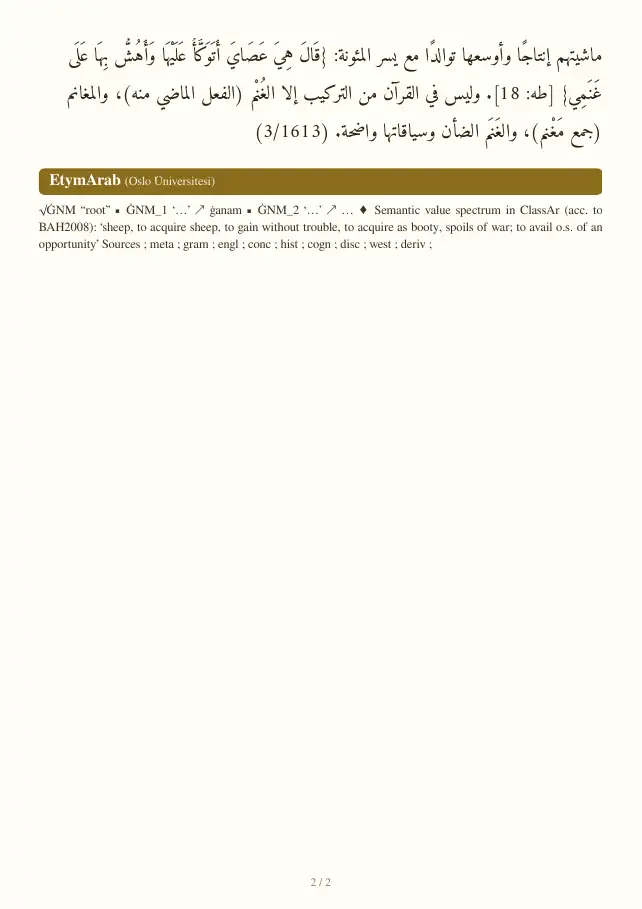 ماشيتهم إنتاجًا وأوسعها توالدًا مع يسر المئونة: {قَالَ هِيَ عَصَايَ أَتَوَكَّأُ عَلَيْهَا وَأَهُشُّ بِهَا عَلَى
غَنَمِي} [طه: 18]. وليس في القرآن من التركيب إلا الغُنْم (الفعل الماضي منه)، والمغانم
(جمع مَغْنم)، والغَنَم الضأن وسياقاتها واضحة. (3/1613)
EtymArab (Oslo Üniversitesi)
√ĠNM “root” ▪ ĠNM_1 ‘…’ ↗ ġanam ▪ ĠNM_2 ‘…’ ↗ … ♦ Semantic value spectrum in ClassAr (acc. to
BAH2008): ‘sheep, to acquire sheep, to gain without trouble, to acquire as booty, spoils of war; to avail o.s. of an
opportunity’ Sources ; meta ; gram ; engl ; conc ; hist ; cogn ; disc ; west ; deriv ;
2 / 2